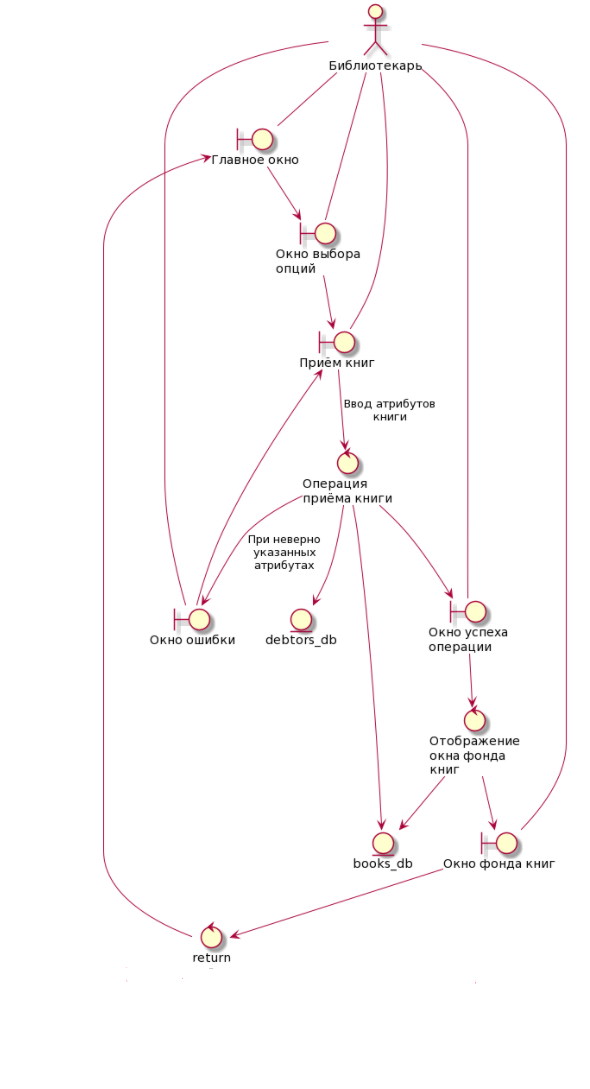 Библиотекарь
Главное окно
Окно выбора
опций
Приём книг
Ввод атрибутов
книги
Операция
приёма книги
При неверно
указанных
атрибутах
Окно ошибки
debtors_db
Окно успеха
операции
Отображение
окна фонда
книг
books_db
Окно фонда книг
return